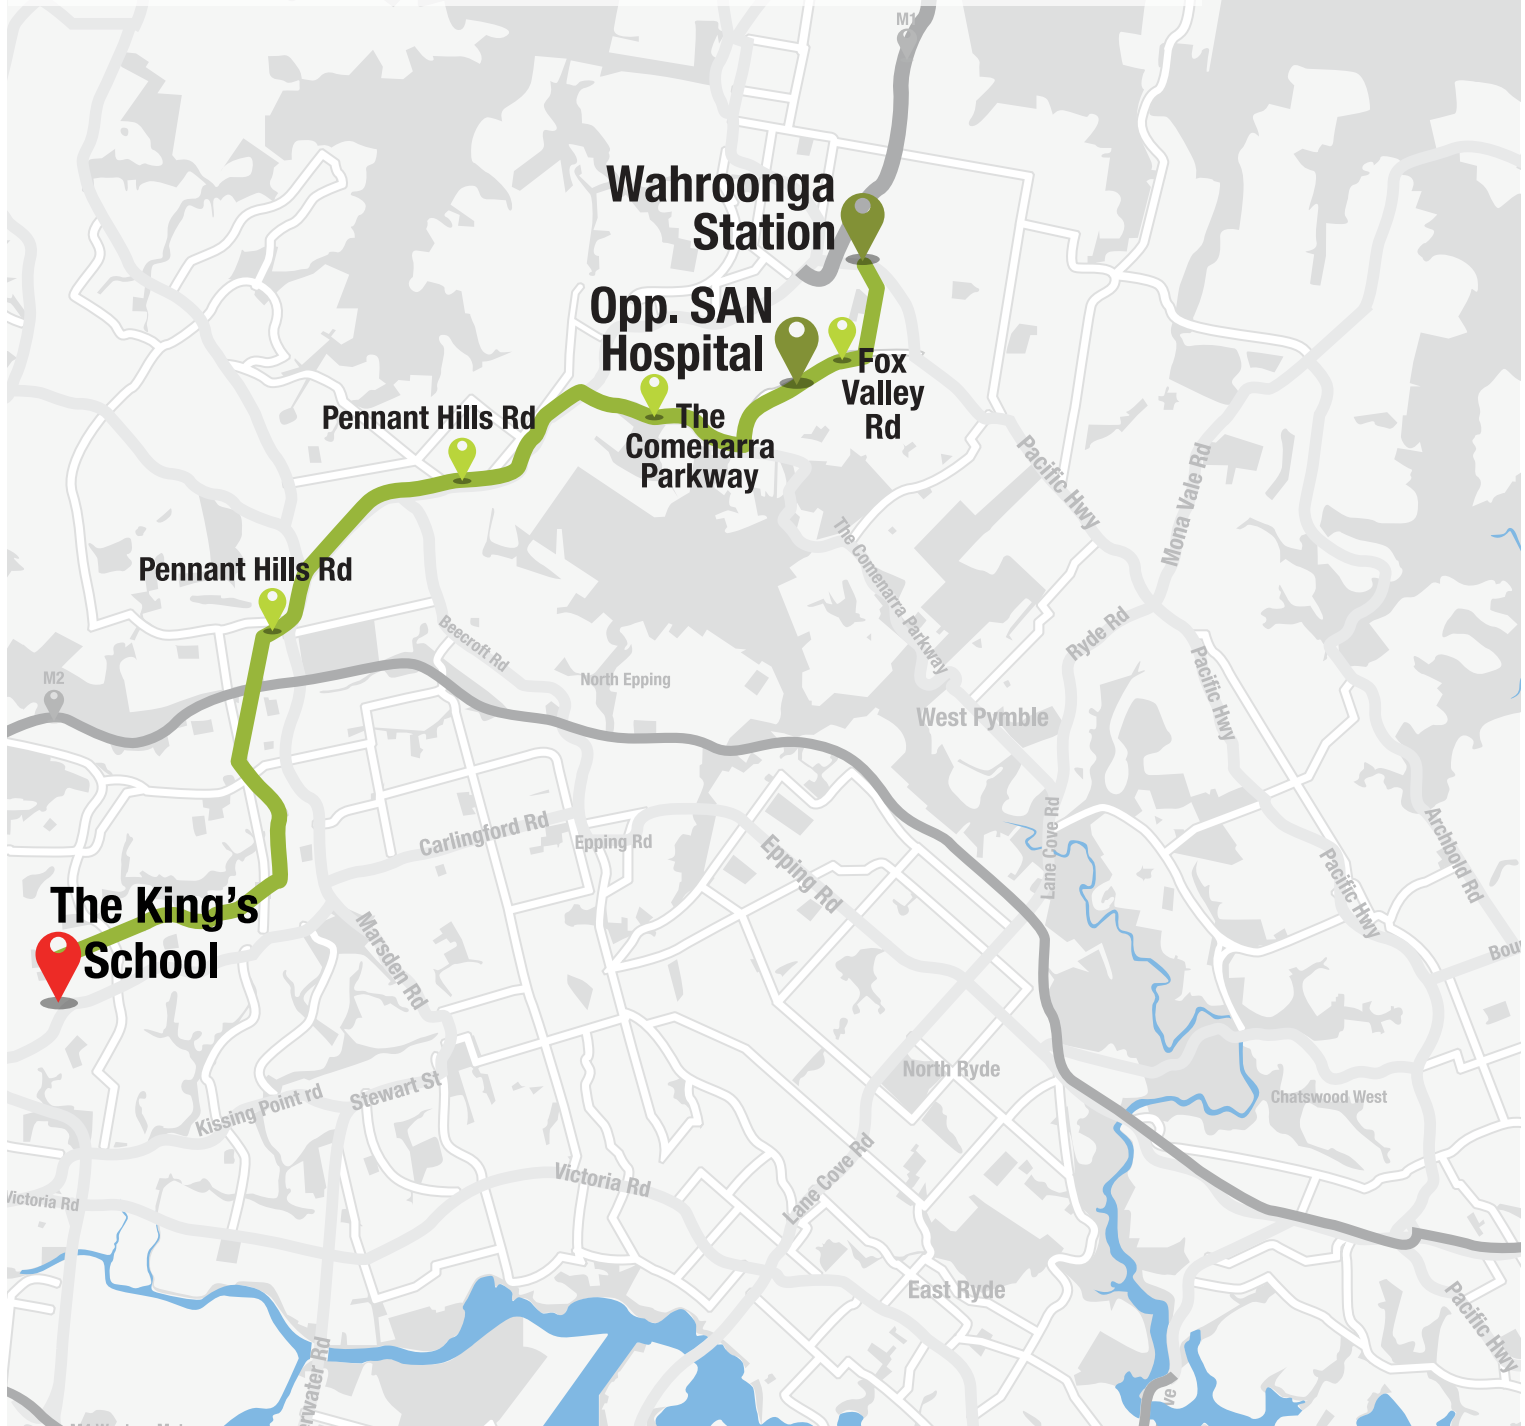 M1
Wahroonga
Station
Opp. SAN
Hospital
Fox
Valley
Rd
Pennant Hills Rd
The
Comenarra
Parkway
Pacific Hwy
Mona Vale Rd
The Comenarra Parkway
Pennant Hills Rd
Beecroft Rd
Ryde Rd
Pacific Hwy
M2
North Epping
West Pymble
Carlingford Rd
Epping Rd
Epping Rd
Lane Cove Rd
Archbold Rd
Pacific Hwy
The King's
School
Marsden Rd
North Ryde
Stewart St
Kissing Point rd
Chatswood West
Lane Cove Rd
Victoria Rd
Victoria Rd
East Ryde
Pacific Hwy